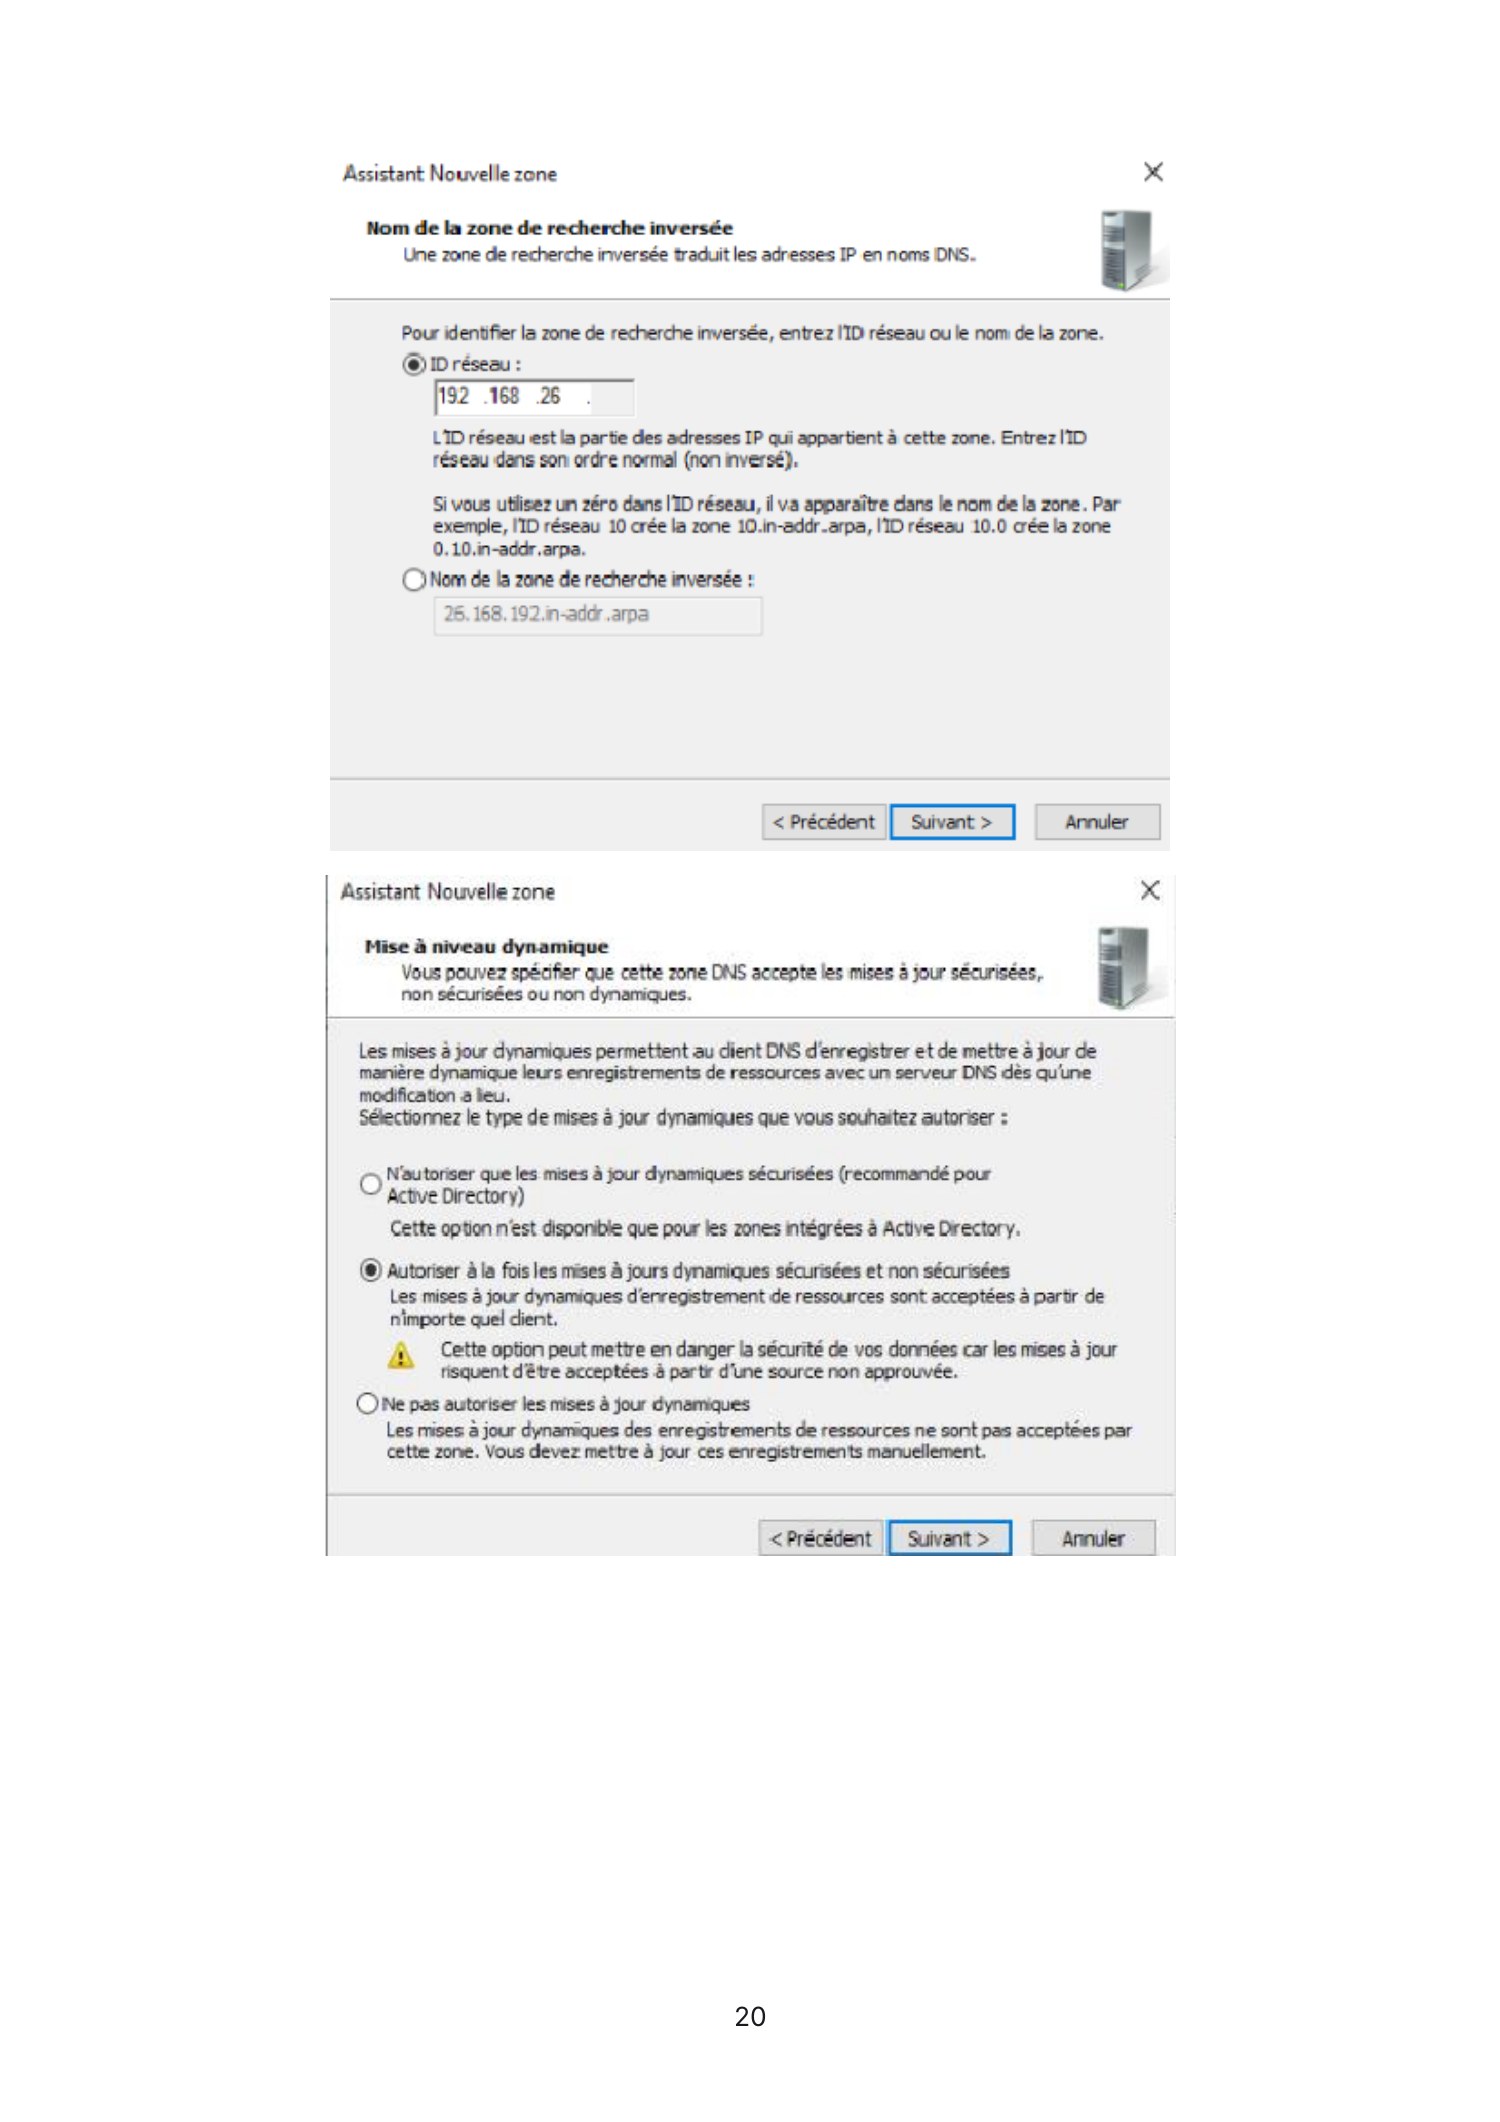 Assistant Nouvelle zone
Nom de la zone de recherche inversée
Une zone de recherche inversée traduit les adresses IP en noms DNS.
Pour identifier la zone de recherche inversée, entrez l'ID réseau ou le nom de la zone.
ID réseau :
192 .168 .26 .
L'ID réseau est la partie des adresses IP qui appartient à cette zone. Entrez l'ID
réseau dans son ordre normal (non inversé).
Si vous utilisez un zéro dans l'ID réseau, il va apparaître dans le nom de la zone. Par
exemple, l'ID réseau 10 crée la zone 10.in-addr.arpa, l'ID réseau 10.0 crée la zone
0.10.in-addr.arpa.
Nom de la zone de recherche inversée :
26.168.192.in-addr.arpa
< Précédent Suivant > Annuler
Assistant Nouvelle zone
Mise à niveau dynamique
Vous pouvez spécifier que cette zone DNS accepte les mises à jour sécurisées,
non sécurisées ou non dynamiques.
Les mises à jour dynamiques permettent au client DNS d'enregistrer et de mettre à jour de
manière dynamique leurs enregistrements de ressources avec un serveur DNS dès qu'une
modification a lieu.
Sélectionnez le type de mises à jour dynamiques que vous souhaitez autoriser :
N'autoriser que les mises à jour dynamiques sécurisées (recommandé pour
Active Directory)
Cette option n'est disponible que pour les zones intégrées à Active Directory.
Autoriser à la fois les mises à jours dynamiques sécurisées et non sécurisées
Les mises à jour dynamiques d'enregistrement de ressources sont acceptées à partir de
n'importe quel client.
Cette option peut mettre en danger la sécurité de vos données car les mises à jour
risquent d'être acceptées à partir d'une source non approuvée.
Ne pas autoriser les mises à jour dynamiques
Les mises à jour dynamiques des enregistrements de ressources ne sont pas acceptées par
cette zone. Vous devez mettre à jour ces enregistrements manuellement.
< Précédent Suivant > Annuler
20